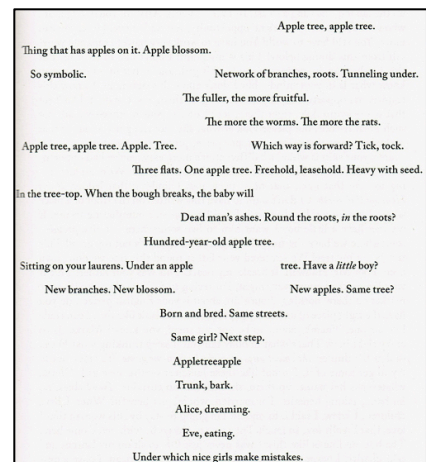 Apple tree, apple tree.
Thing that has apples on it. Apple blossom.
So symbolic. Network of branches, roots. Tunneling under.
The fuller, the more fruitful.
The more the worms. The more the rats.
Apple tree, apple tree. Apple. Tree. Which way is forward? Tick, tock.
Three flats. One apple tree. Freehold, leasehold. Heavy with seed.
In the tree-top. When the bough breaks, the baby will
Dead man's ashes. Round the roots, in the roots?
Hundred-year-old apple tree.
Sitting on your laurens. Under an apple tree. Have a little boy?
New branches. New blossom. New apples. Same tree?
Born and bred. Same streets.
Same girl? Next step.
Appletreeapple
Trunk, bark.
Alice, dreaming.
Eve, eating.
Under which nice girls make mistakes.